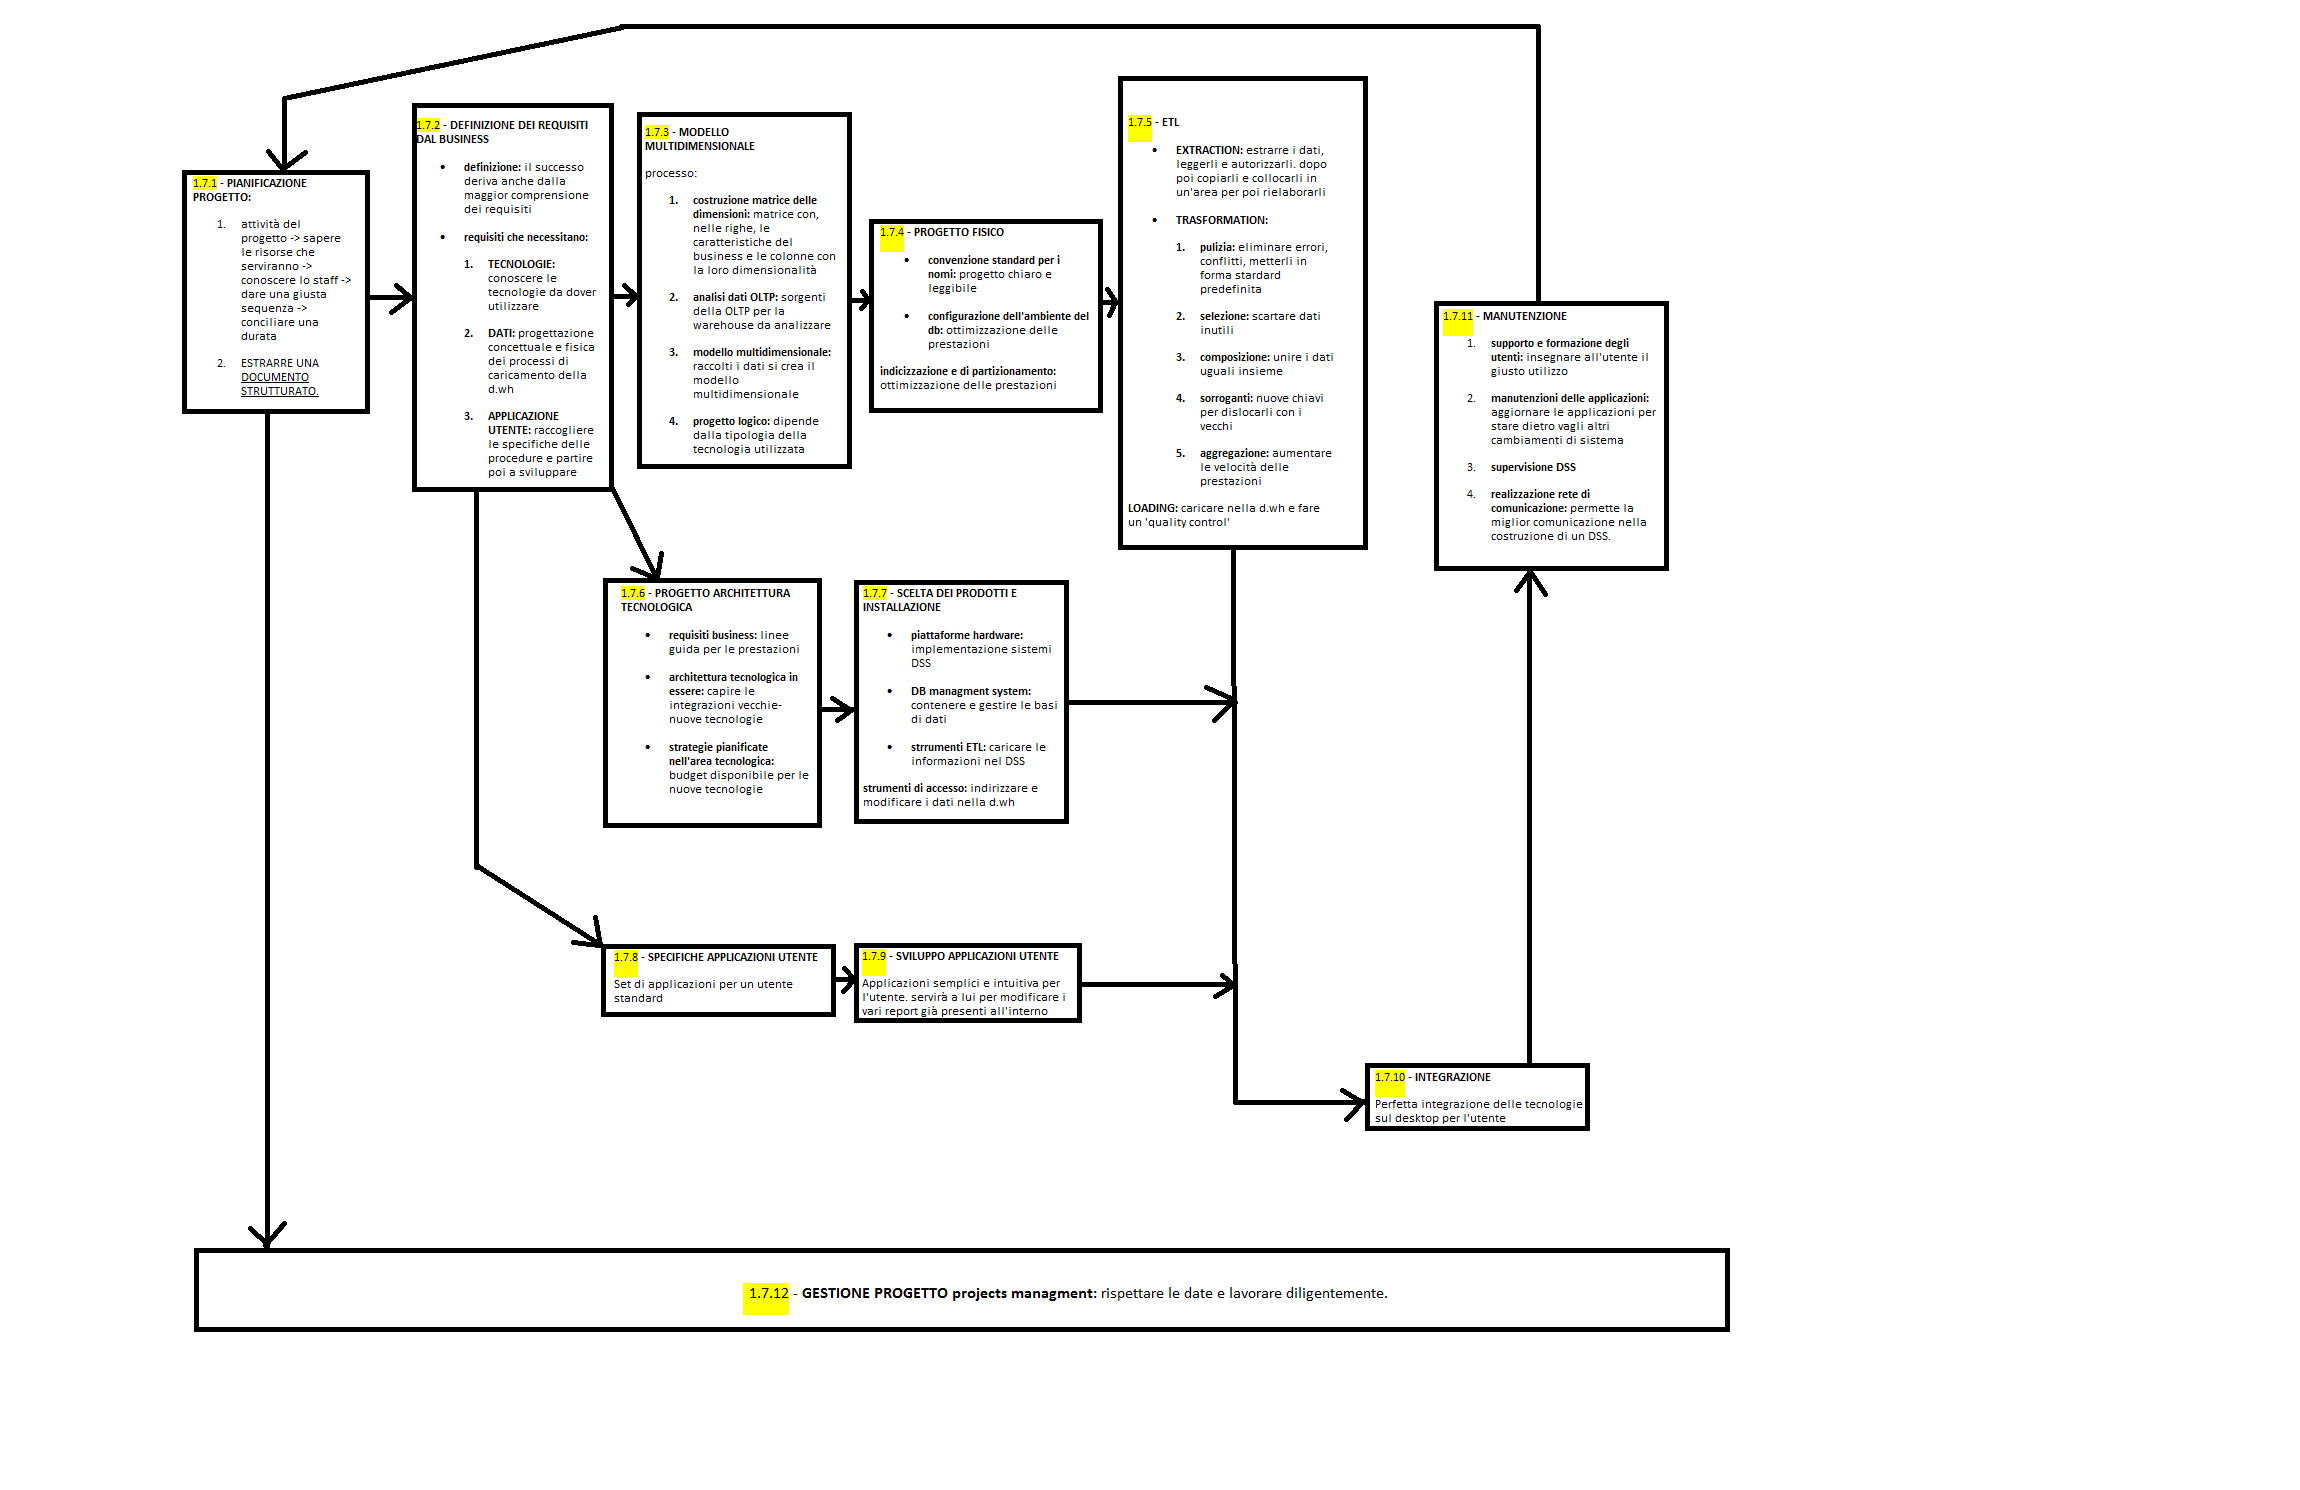 1.7.1 - PIANIFICAZIONE
PROGETTO:
1. attività del
progetto -> sapere
le risorse che
serviranno ->
conoscere lo staff ->
dare una giusta
sequenza ->
conciliare una
durata
2. ESTRARRE UNA
DOCUMENTO
STRUTTURATO.
1.7.2 - DEFINIZIONE DEI REQUISITI
DAL BUSINESS
• definizione: il successo
deriva anche dalla
maggior comprensione
dei requisiti
• requisiti che necessitano:
1. TECNOLOGIE:
conoscere le
tecnologie da dover
utilizzare
2. DATI: progettazione
concettuale e fisica
dei processi di
caricamento della
d.wh
3. APPLICAZIONE
UTENTE: raccogliere
le specifiche delle
procedure e partire
poi a sviluppare
1.7.3 - MODELLO
MULTIDIMENSIONALE
processo:
1. costruzione matrice delle
dimensioni: matrice con,
nelle righe, le
caratteristiche del
business e le colonne con
la loro dimensionalità
2. analisi dati OLTP: sorgenti
della OLTP per la
warehouse da analizzare
3. modello multidimensionale:
raccolti i dati si crea il
modello
multidimensionale
4. progetto logico: dipende
dalla tipologia della
tecnologia utilizzata
1.7.4 - PROGETTO FISICO
• convenzione standard per i
nomi: progetto chiaro e
leggibile
• configurazione dell'ambiente del
db: ottimizzazione delle
prestazioni
indicizzazione e di partizionamento:
ottimizzazione delle prestazioni
1.7.5 - ETL
• EXTRACTION: estrarre i dati,
leggerli e autorizzarli. dopo
poi copiarli e collocarli in
un'area per poi rielaborarli
• TRASFORMATION:
1. pulizia: eliminare errori,
conflitti, metterli in
forma stardard
predefinita
2. selezione: scartare dati
inutili
3. composizione: unire i dati
uguali insieme
4. sorroganti: nuove chiavi
per dislocarli con i
vecchi
5. aggregazione: aumentare
le velocità delle
prestazioni
LOADING: caricare nella d.wh e fare
un 'quality control'
1.7.11 - MANUTENZIONE
1. supporto e formazione degli
utenti: insegnare all'utente il
giusto utilizzo
2. manutenzioni delle applicazioni:
aggiornare le applicazioni per
stare dietro vagli altri
cambiamenti di sistema
3. supervisione DSS
4. realizzazione rete di
comunicazione: permette la
miglior comunicazione nella
costruzione di un DSS.
1.7.6 - PROGETTO ARCHITETTURA
TECNOLOGICA
• requisiti business: linee
guida per le prestazioni
• architettura tecnologica in
essere: capire le
integrazioni vecchie-
nuove tecnologie
• strategie pianificate
nell'area tecnologica:
budget disponibile per le
nuove tecnologie
1.7.7 - SCELTA DEI PRODOTTI E
INSTALLAZIONE
• piattaforme hardware:
implementazione sistemi
DSS
• DB managment system:
contenere e gestire le basi
di dati
• strrumenti ETL: caricare le
informazioni nel DSS
strumenti di accesso: indirizzare e
modificare i dati nella d.wh
1.7.8 - SPECIFICHE APPLICAZIONI UTENTE
Set di applicazioni per un utente
standard
1.7.9 - SVILUPPO APPLICAZIONI UTENTE
Applicazioni semplici e intuitiva per
l'utente. servirà a lui per modificare i
vari report già presenti all'interno
1.7.10 - INTEGRAZIONE
Perfetta integrazione delle tecnologie
sul desktop per l'utente
1.7.12 - GESTIONE PROGETTO projects managment: rispettare le date e lavorare diligentemente.